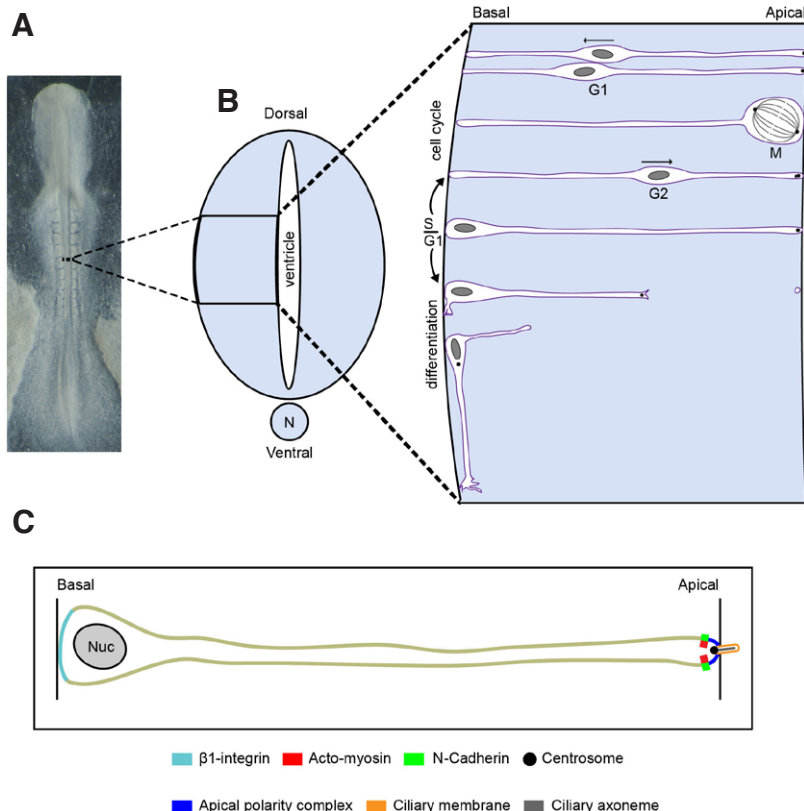 A
B
Basal
Apical
G1
M
G2
cell cycle
S
G1
differentiation
Dorsal
ventricle
N
Ventral
C
Basal
Apical
Nuc
β1-integrin
Acto-myosin
N-Cadherin
Centrosome
Apical polarity complex
Ciliary membrane
Ciliary axoneme